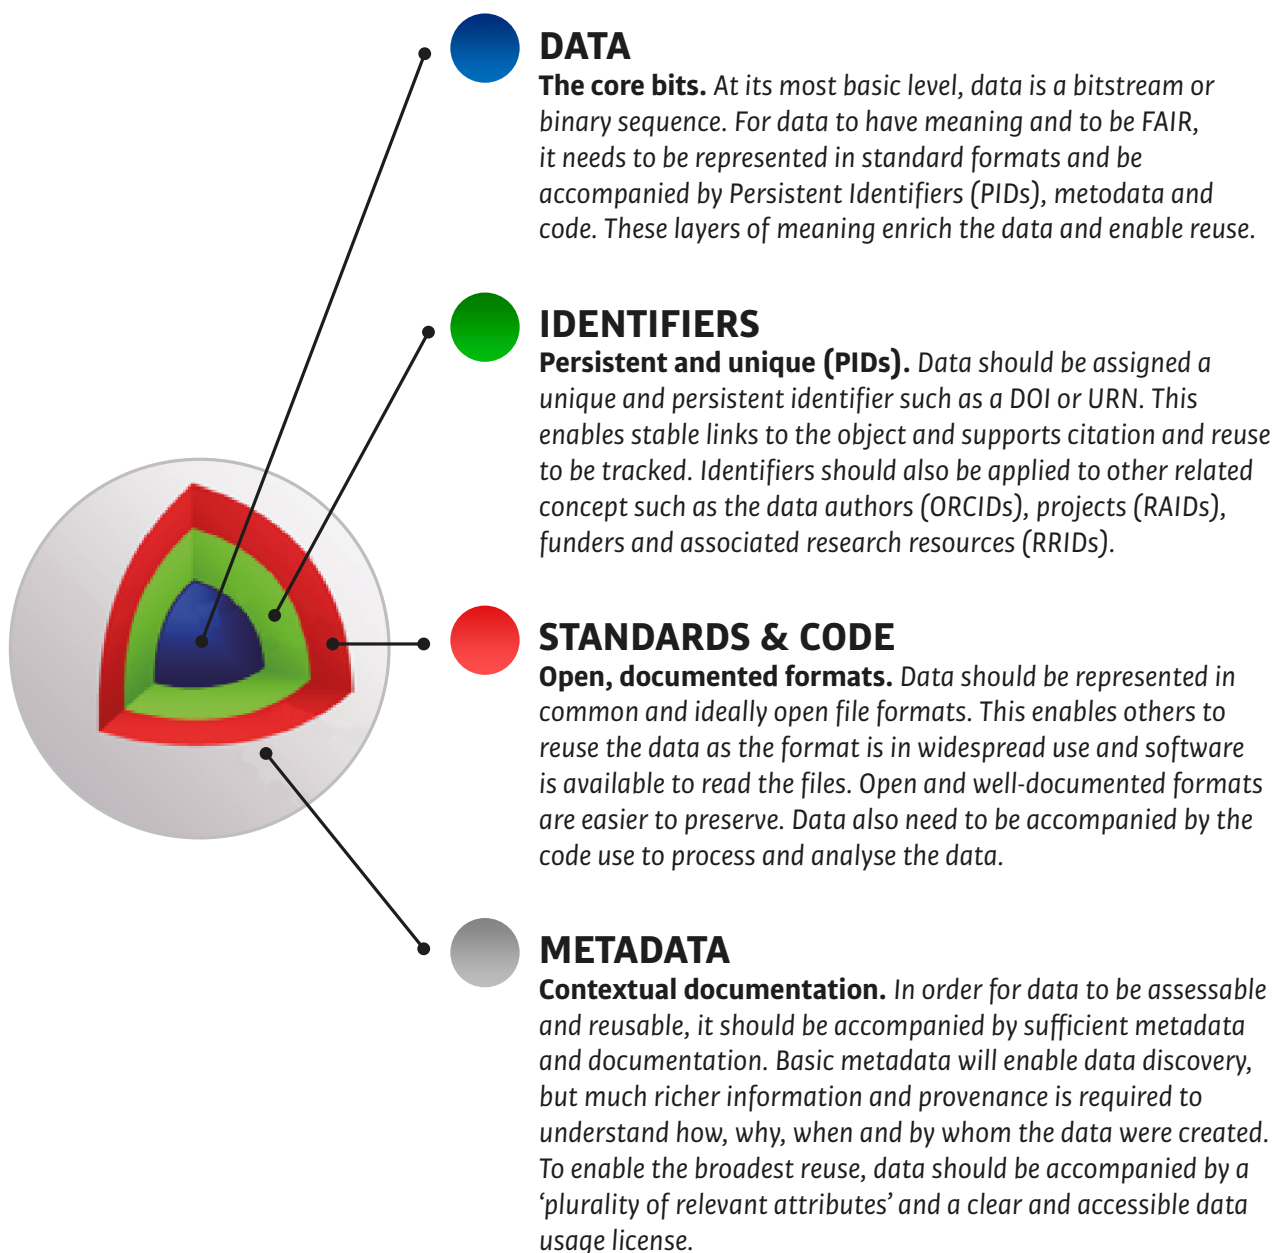 DATA
The core bits. At its most basic level, data is a bitstream or
binary sequence. For data to have meaning and to be FAIR,
it needs to be represented in standard formats and be
accompanied by Persistent Identifiers (PIDs), metodata and
code. These layers of meaning enrich the data and enable reuse.
IDENTIFIERS
Persistent and unique (PIDs). Data should be assigned a
unique and persistent identifier such as a DOI or URN. This
enables stable links to the object and supports citation and reuse
to be tracked. Identifiers should also be applied to other related
concept such as the data authors (ORCIDs), projects (RAIDs),
funders and associated research resources (RRIDs).
STANDARDS & CODE
Open, documented formats. Data should be represented in
common and ideally open file formats. This enables others to
reuse the data as the format is in widespread use and software
is available to read the files. Open and well-documented formats
are easier to preserve. Data also need to be accompanied by the
code use to process and analyse the data.
METADATA
Contextual documentation. In order for data to be assessable
and reusable, it should be accompanied by sufficient metadata
and documentation. Basic metadata will enable data discovery,
but much richer information and provenance is required to
understand how, why, when and by whom the data were created.
To enable the broadest reuse, data should be accompanied by a
‘plurality of relevant attributes’ and a clear and accessible data
usage license.